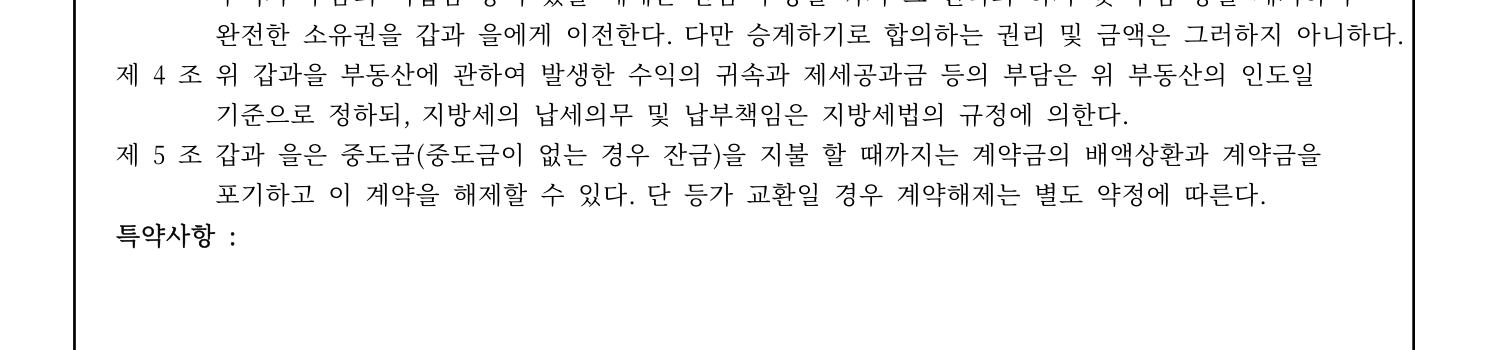 완전한 소유권을 갑과 을에게 이전한다. 다만 승계하기로 합의하는 권리 및 금액은 그러하지 아니하다.
제 4 조 위 갑과을 부동산에 관하여 발생한 수익의 귀속과 제세공과금 등의 부담은 위 부동산의 인도일
기준으로 정하되, 지방세의 납세의무 및 납부책임은 지방세법의 규정에 의한다.
제 5 조 갑과 을은 중도금(중도금이 없는 경우 잔금)을 지불 할 때까지는 계약금의 배액상환과 계약금을
포기하고 이 계약을 해제할 수 있다. 단 등가 교환일 경우 계약해제는 별도 약정에 따른다.
특약사항 :